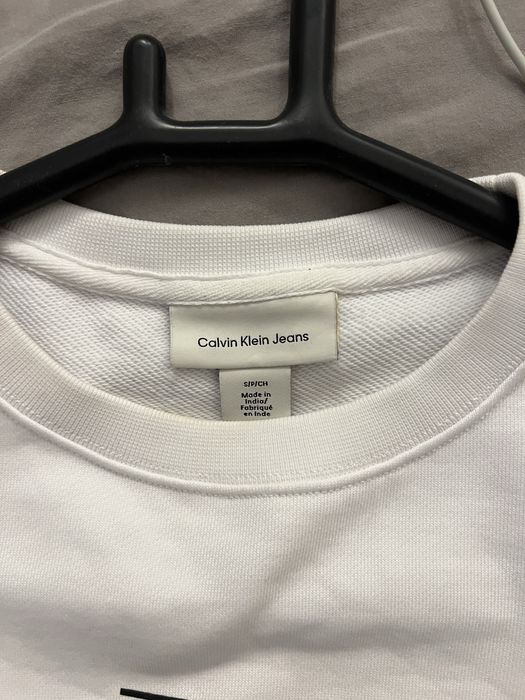 Calvin Klein Jeans
S/P/CH
Made in
India/
Fabriqué
en Inde